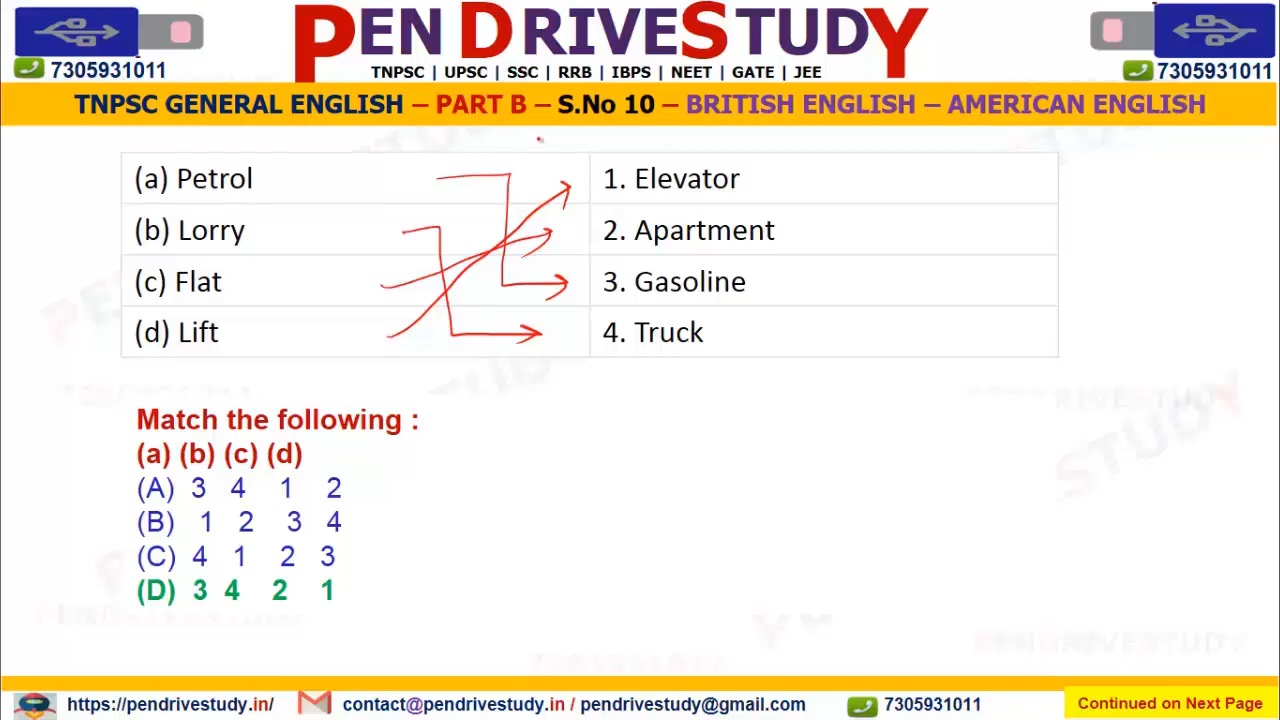 PEN DRIVESTUDY
7305931011
TNPSC | UPSC | SSC | RRB | IBPS | NEET | GATE | JEE
7305931011
TNPSC GENERAL ENGLISH – PART B – S.No 10 – BRITISH ENGLISH – AMERICAN ENGLISH
(a) Petrol 1. Elevator
(b) Lorry 2. Apartment
(c) Flat 3. Gasoline
(d) Lift 4. Truck
Match the following :
(a) (b) (c) (d)
(A) 3 4 1 2
(B) 1 2 3 4
(C) 4 1 2 3
(D) 3 4 2 1
https://pendrivestudy.in/ contact@pendrivestudy.in / pendrivestudy@gmail.com 7305931011 Continued on Next Page